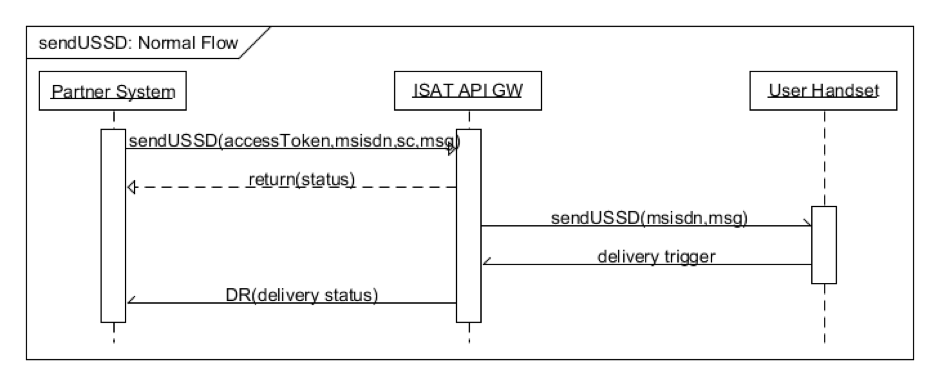 sendUSSD: Normal Flow
Partner System
ISAT API GW
User Handset
sendUSSD(accessToken,msisdn,sc,msg)
return(status)
sendUSSD(msisdn,msg)
delivery trigger
DR(delivery status)